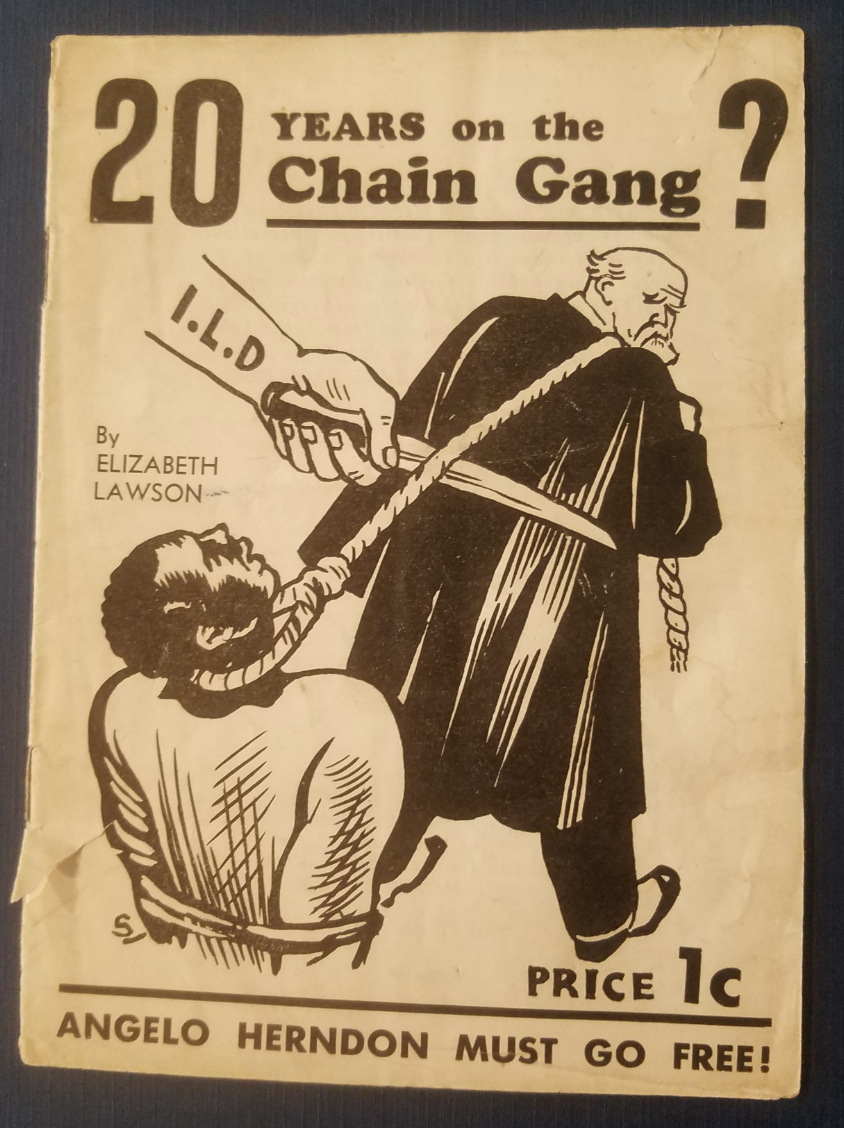 20 YEARS on the ?
Chain Gang
I.L.D
By
ELIZABETH
LAWSON
S
PRICE 1c
ANGELO HERNDON MUST GO FREE!